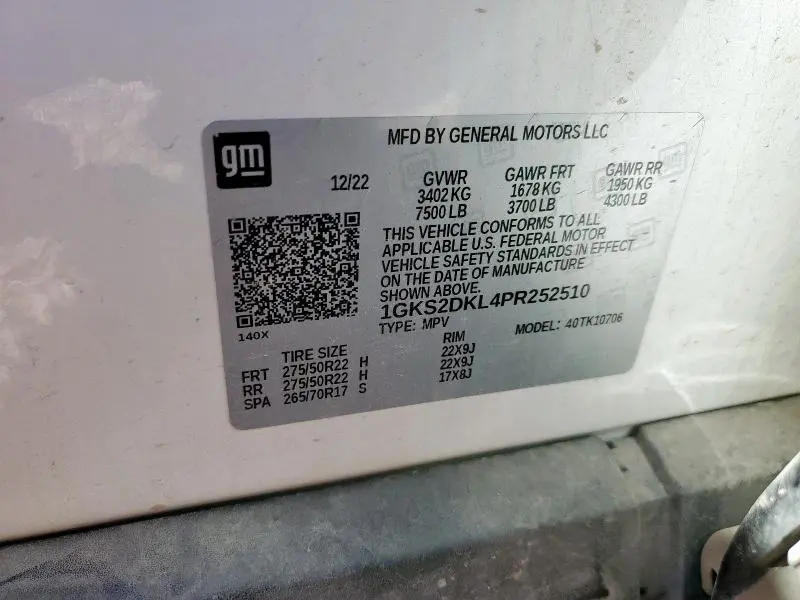 gm
MFD BY GENERAL MOTORS LLC
12/22
GVWR GAWR FRT GAWR RR
3402 KG 1678 KG 1950 KG
7500 LB 3700 LB 4300 LB
THIS VEHICLE CONFORMS TO ALL
APPLICABLE U.S. FEDERAL MOTOR
VEHICLE SAFETY STANDARDS IN EFFECT
ON THE DATE OF MANUFACTURE
SHOWN ABOVE.
1GKS2DKL4PR252510
140X
TYPE: MPV MODEL: 40TK10706
TIRE SIZE RIM
FRT 275/50R22 H 22X9J
RR 275/50R22 H 22X9J
SPA 265/70R17 S 17X8J